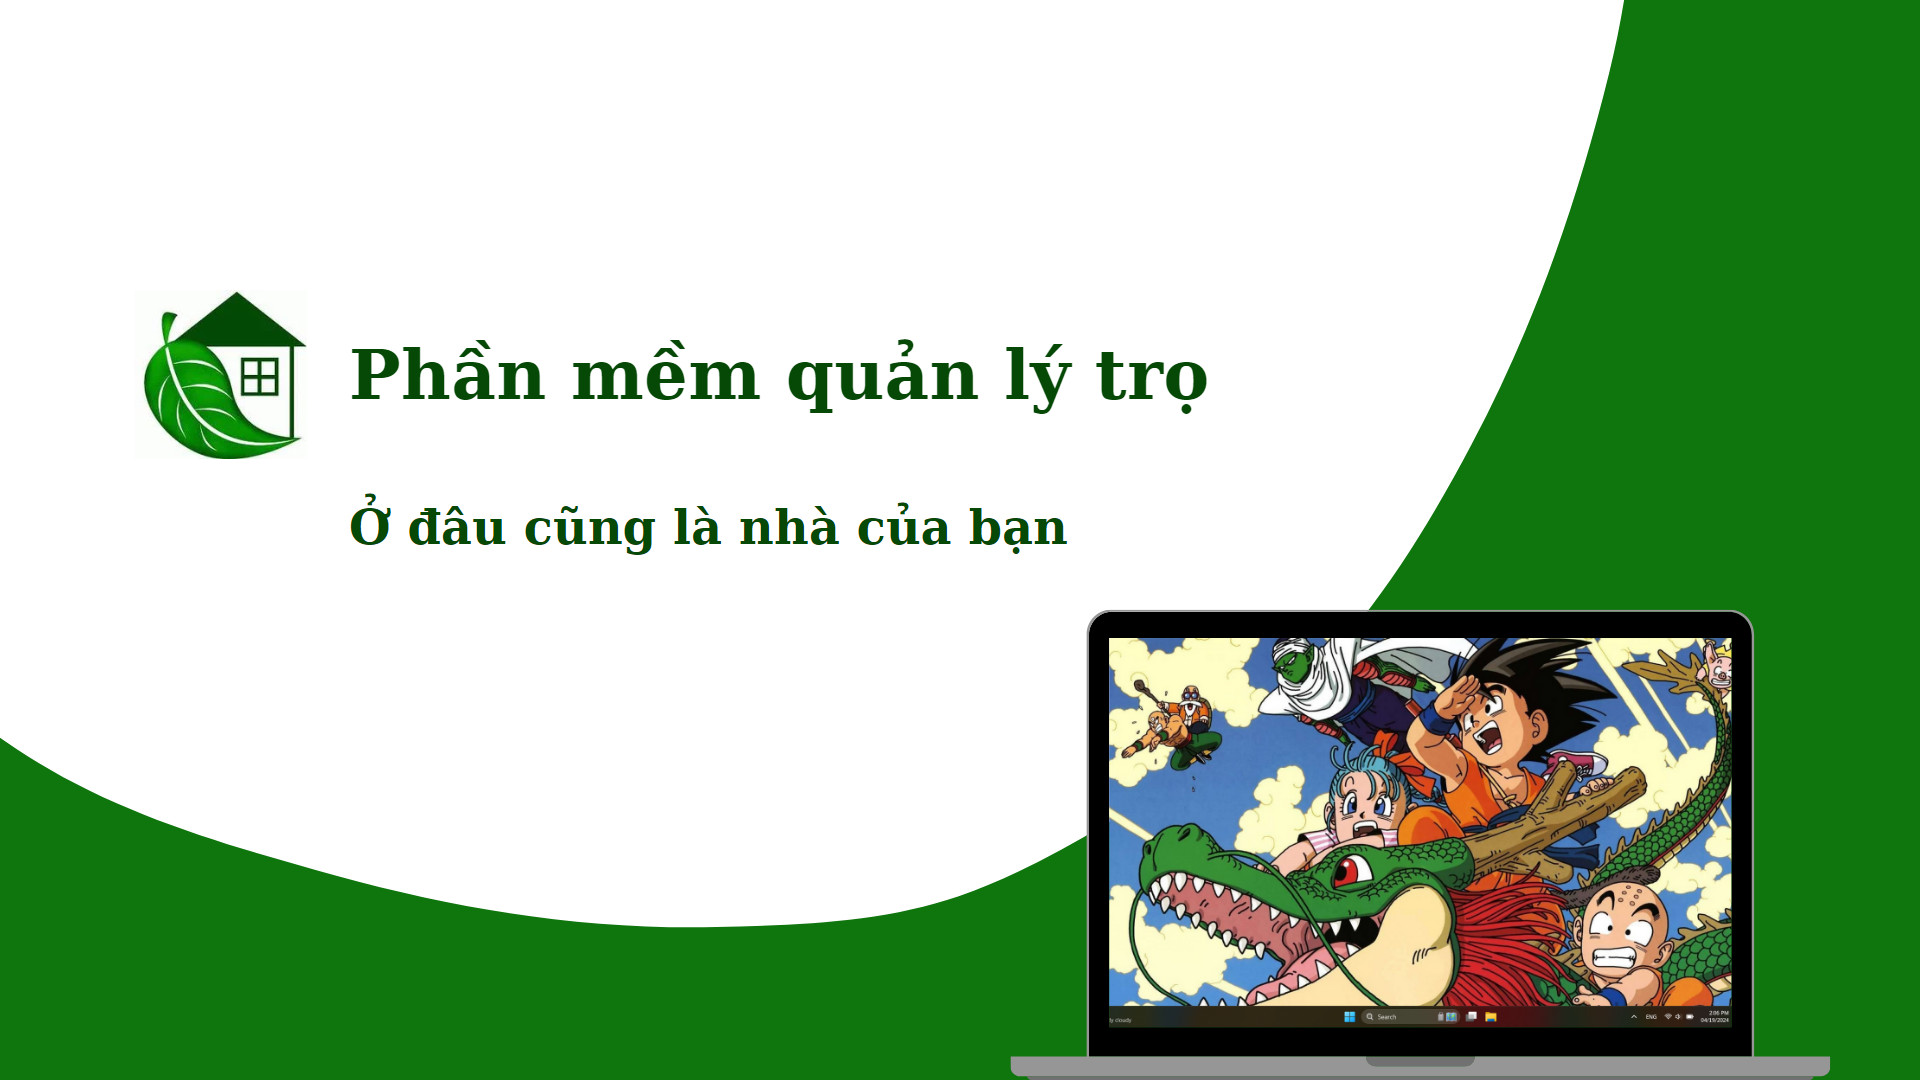 Phần mềm quản lý trọ
Ở đâu cũng là nhà của bạn
Search
ENG
2:06 PM
04/19/2024